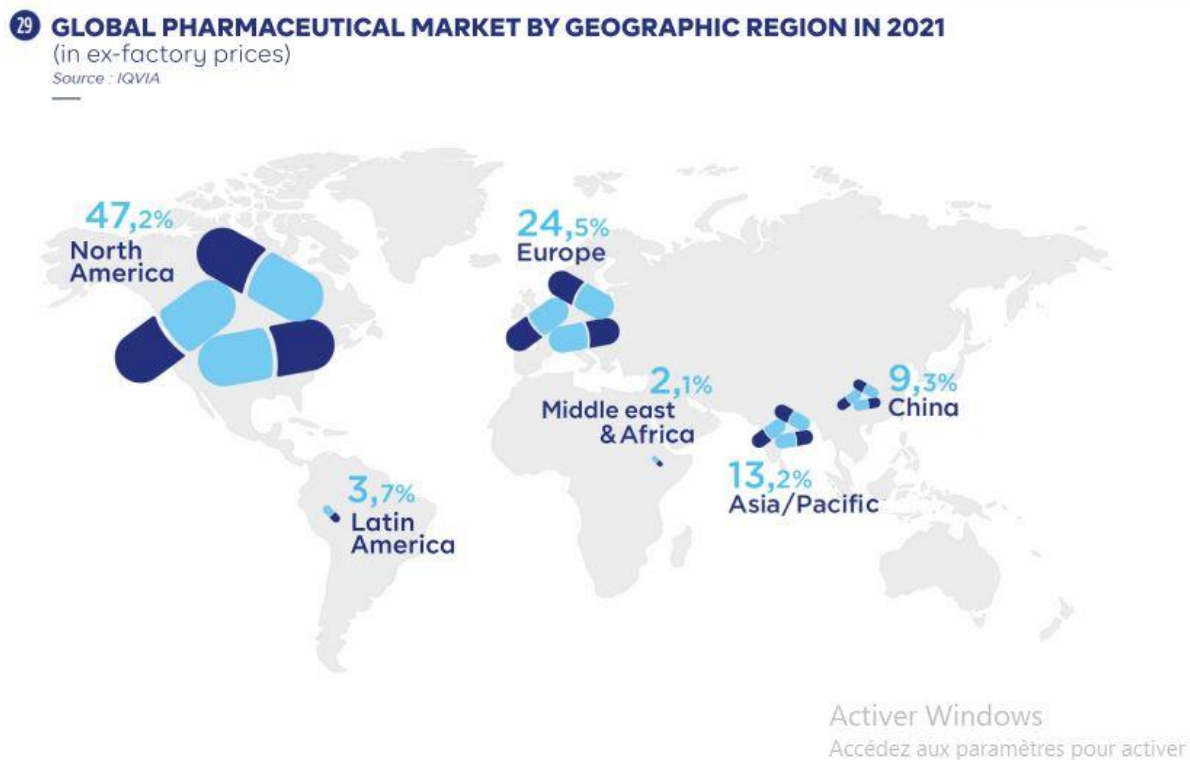 29 GLOBAL PHARMACEUTICAL MARKET BY GEOGRAPHIC REGION IN 2021
(in ex-factory prices)
Source : IQVIA
47,2%
North
America
24,5%
Europe
2,1%
Middle east
& Africa
9,3%
China
13,2%
Asia/Pacific
3,7%
Latin
America
Activer Windows
Accédez aux paramètres pour activer